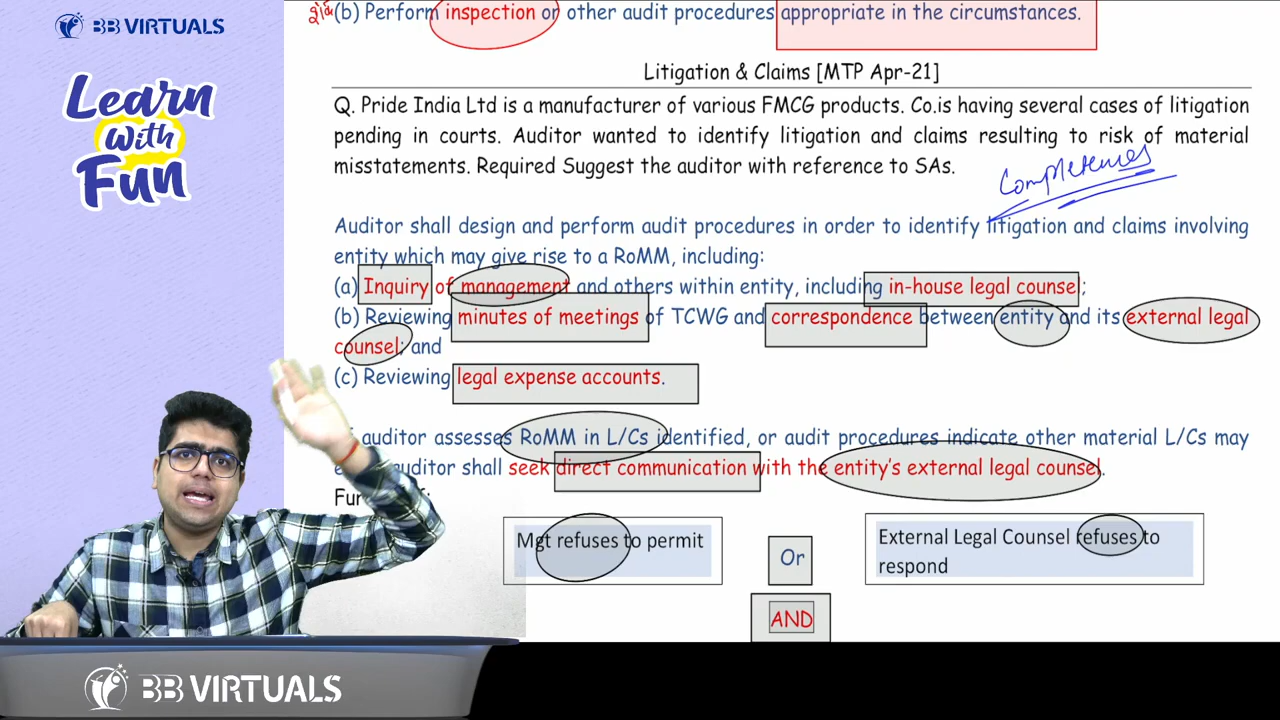 BB VIRTUALS
Learn
With
Fun
(b) Perform inspection or other audit procedures appropriate in the circumstances.
Litigation & Claims [MTP Apr-21]
Q. Pride India Ltd is a manufacturer of various FMCG products. Co.is having several cases of litigation
pending in courts. Auditor wanted to identify litigation and claims resulting to risk of material
misstatements. Required Suggest the auditor with reference to SAs.
Completeness
Auditor shall design and perform audit procedures in order to identify litigation and claims involving
entity which may give rise to a RoMM, including:
(a) Inquiry of management and others within entity, including in-house legal counsel;
(b) Reviewing minutes of meetings of TCWG and correspondence between entity and its external legal
counsel; and
(c) Reviewing legal expense accounts.
auditor assesses RoMM in L/Cs identified, or audit procedures indicate other material L/Cs may
auditor shall seek direct communication with the entity's external legal counsel.
Mgt refuses to permit
Or
External Legal Counsel refuses to
respond
AND
BB VIRTUALS